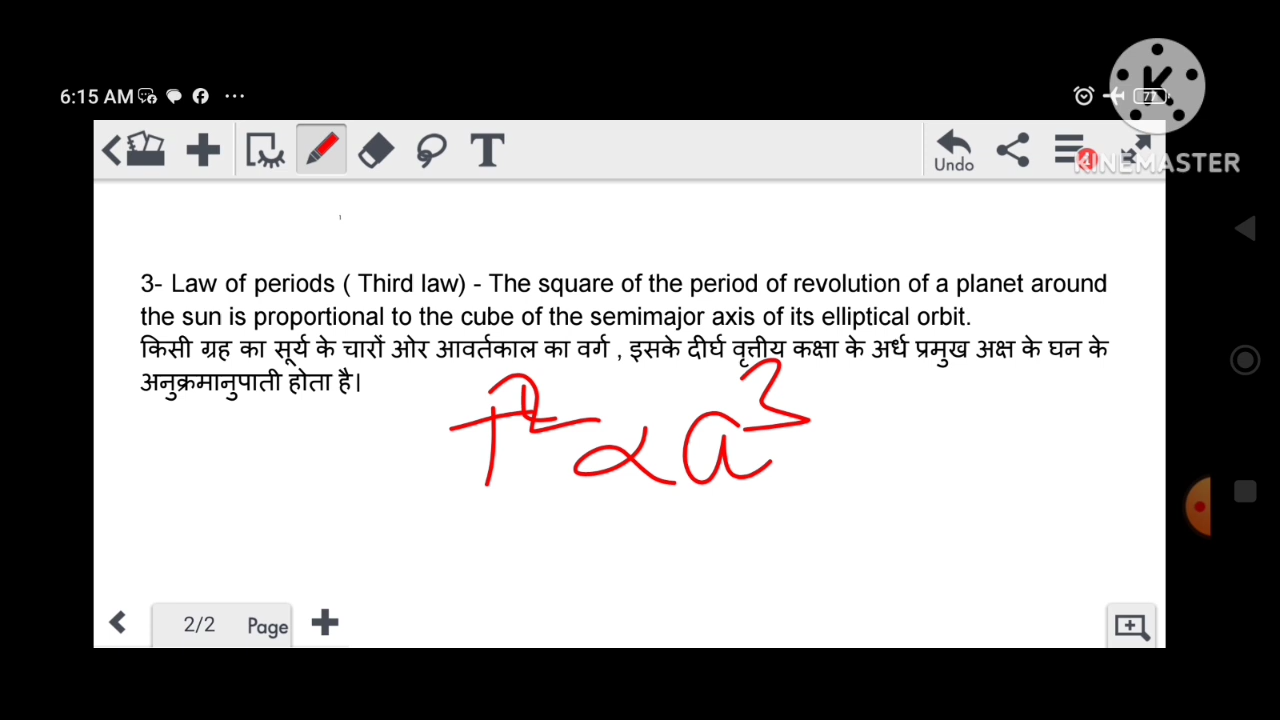 6:15 AM
77
KINEMASTER
T
Undo
4
3- Law of periods ( Third law) - The square of the period of revolution of a planet around
the sun is proportional to the cube of the semimajor axis of its elliptical orbit.
किसी ग्रह का सूर्य के चारों ओर आवर्तकाल का वर्ग , इसके दीर्घ वृत्तीय कक्षा के अर्ध प्रमुख अक्ष के घन के
अनुक्रमानुपाती होता है।
T² ∝ a³
2/2 Page